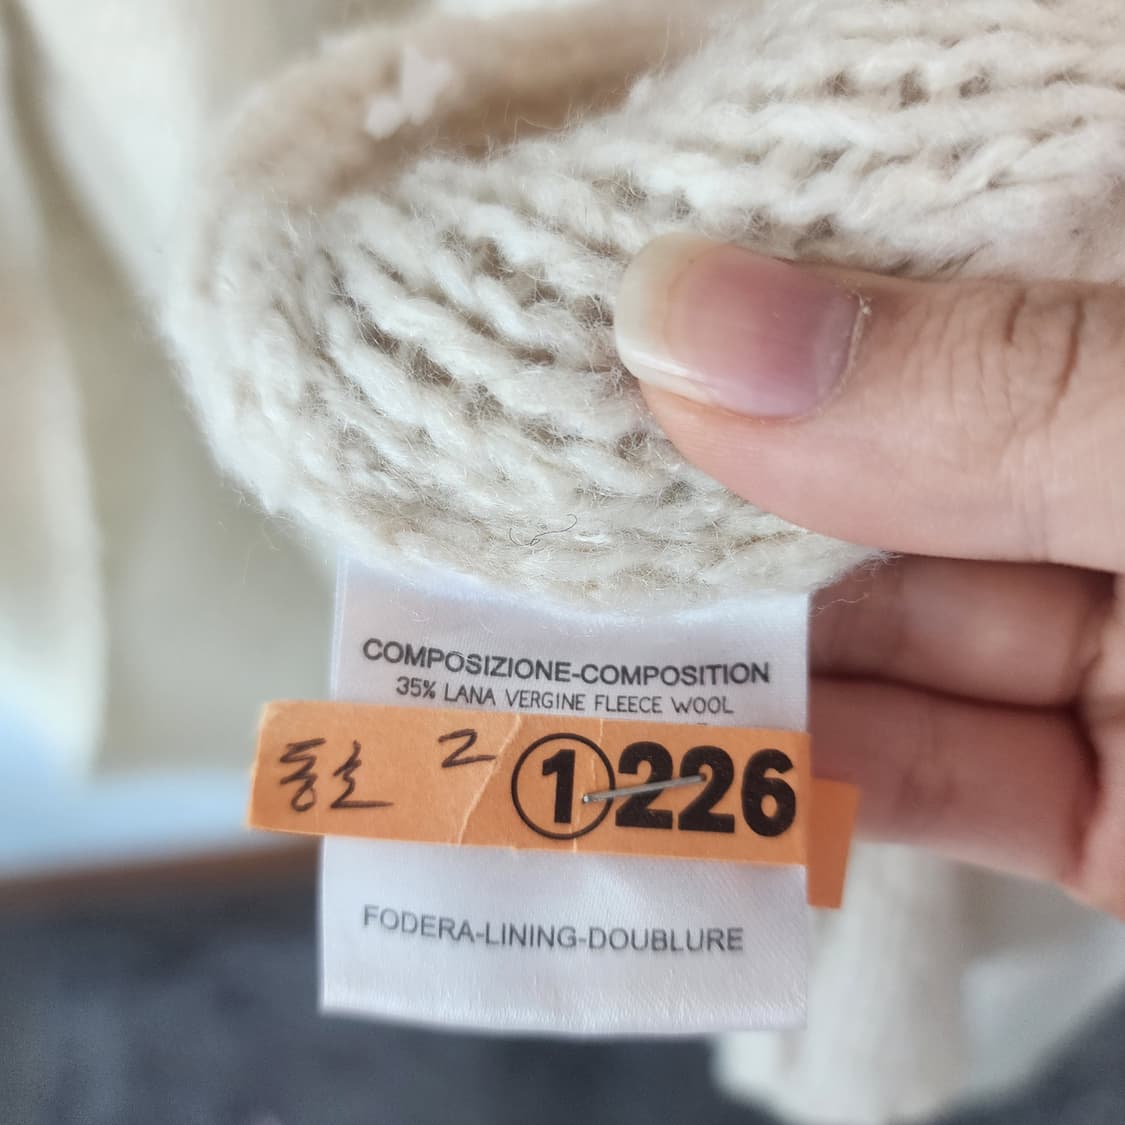 COMPOSIZIONE-COMPOSITION
35% LANA VERGINE FLEECE WOOL
2 ①226
FODERA-LINING-DOUBLURE